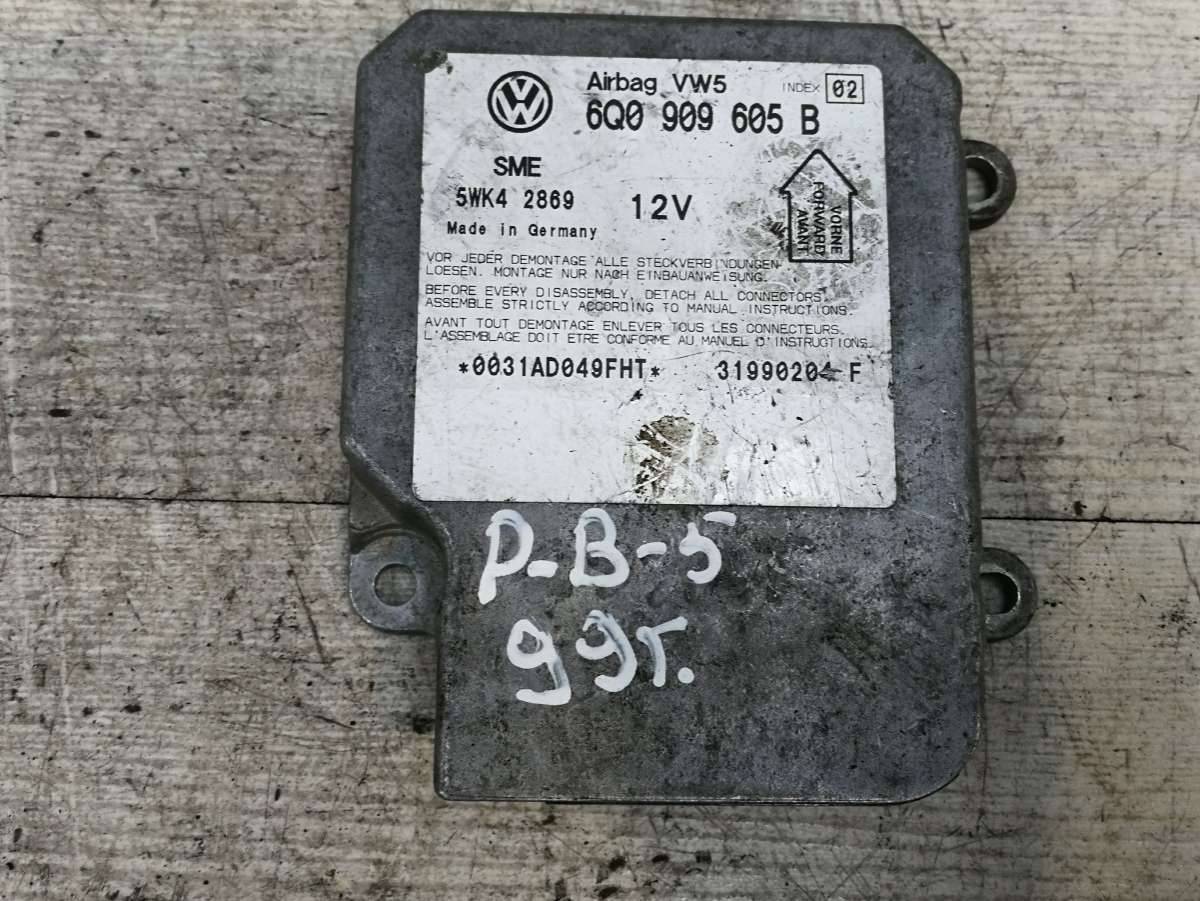 Airbag VW5 INDEX 02
6Q0 909 605 B
SME
5WK4 2869 12V
Made in Germany
VORNE
FORWARD
AVANT
VOR JEDER DEMONTAGE ALLE STECKVERBINDUNGEN
LOESEN. MONTAGE NUR NACH EINBAUANWEISUNG.
BEFORE EVERY DISASSEMBLY, DETACH ALL CONNECTORS.
ASSEMBLE STRICTLY ACCORDING TO MANUAL INSTRUCTIONS.
AVANT TOUT DEMONTAGE ENLEVER TOUS LES CONNECTEURS.
L'ASSEMBLAGE DOIT ETRE CONFORME AU MANUEL D'INSTRUCTIONS.
*0031AD049FHT* 31990204 F
P-B-5
99г.